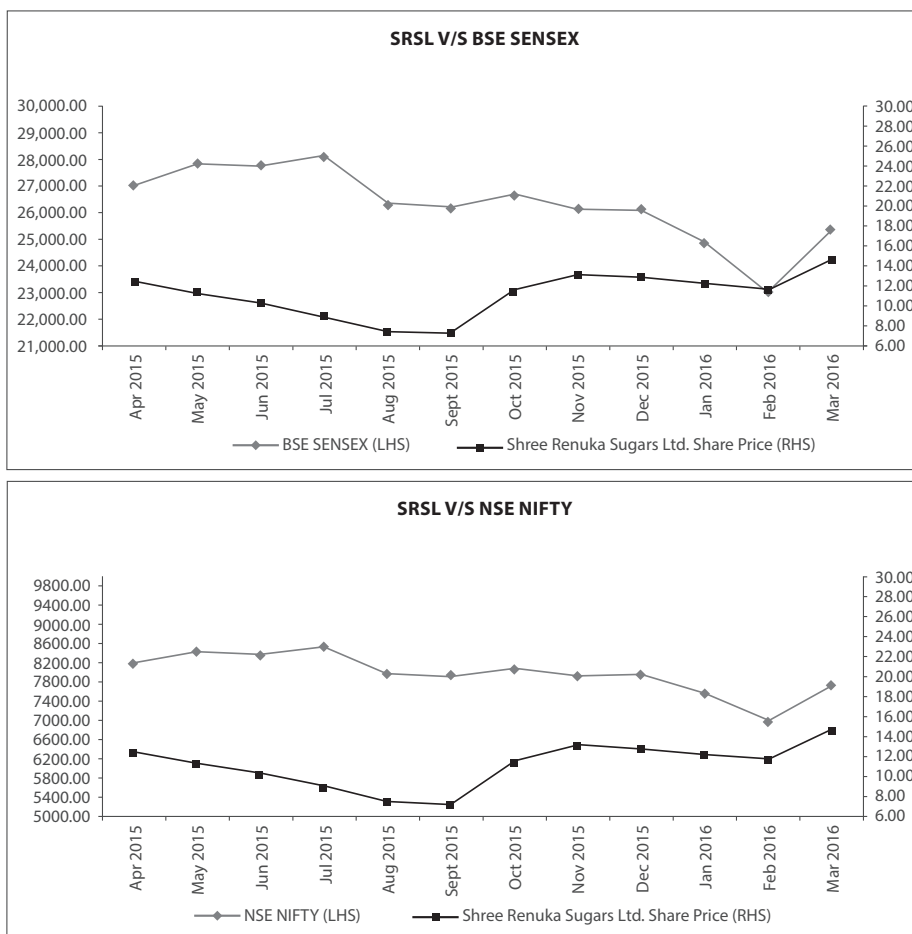 SRSL V/S BSE SENSEX
30,000.00
29,000.00
28,000.00
27,000.00
26,000.00
25,000.00
24,000.00
23,000.00
22,000.00
21,000.00
30.00
28.00
26.00
24.00
22.00
20.00
18.00
16.00
14.00
12.00
10.00
8.00
6.00
Apr 2015
May 2015
Jun 2015
Jul 2015
Aug 2015
Sept 2015
Oct 2015
Nov 2015
Dec 2015
Jan 2016
Feb 2016
Mar 2016
BSE SENSEX (LHS) Shree Renuka Sugars Ltd. Share Price (RHS)
SRSL V/S NSE NIFTY
9800.00
9400.00
9000.00
8600.00
8200.00
7800.00
7400.00
7000.00
6600.00
6200.00
5800.00
5400.00
5000.00
30.00
28.00
26.00
24.00
22.00
20.00
18.00
16.00
14.00
12.00
10.00
8.00
6.00
Apr 2015
May 2015
Jun 2015
Jul 2015
Aug 2015
Sept 2015
Oct 2015
Nov 2015
Dec 2015
Jan 2016
Feb 2016
Mar 2016
NSE NIFTY (LHS) Shree Renuka Sugars Ltd. Share Price (RHS)